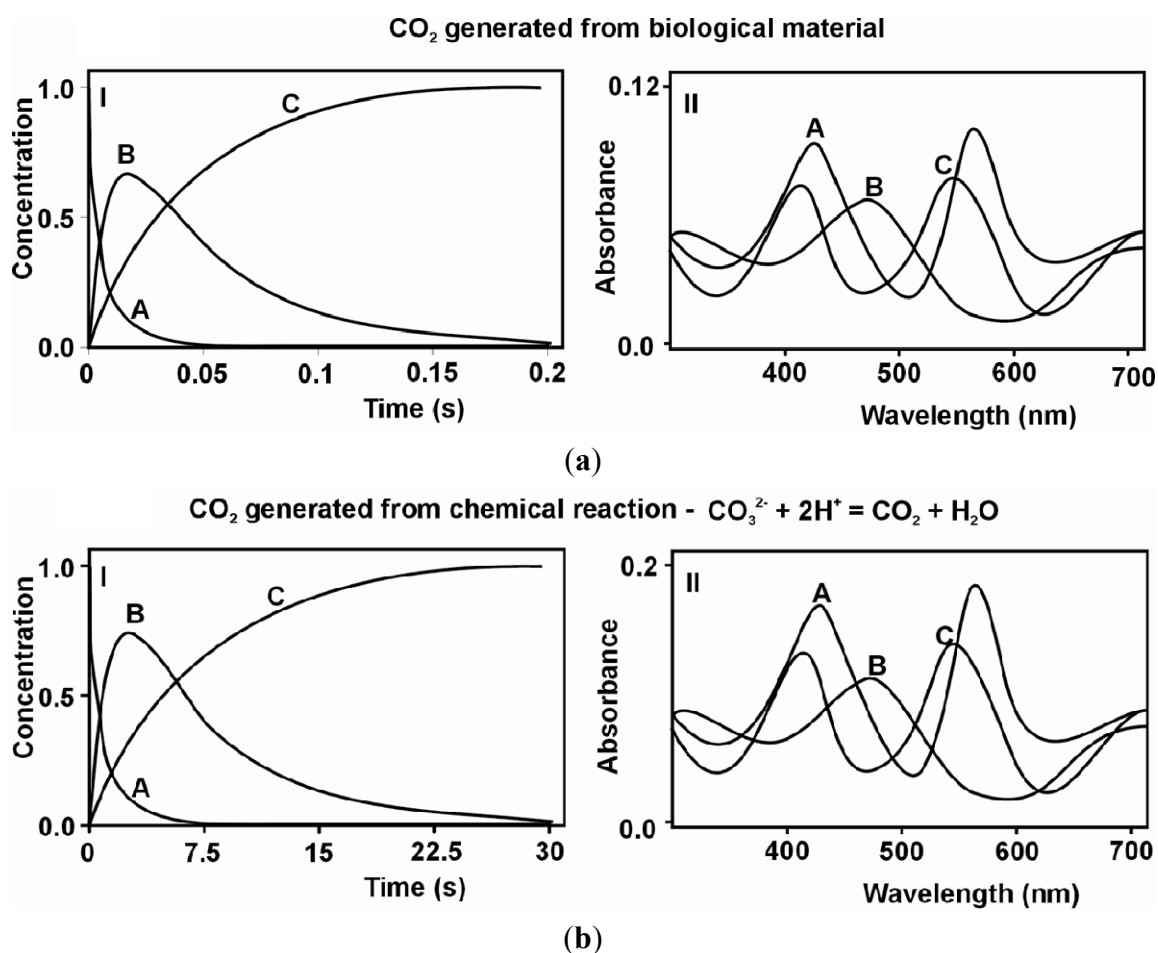 CO₂ generated from biological material
I
Concentration
1.0
0.5
0.0
A
B
C
0 0.05 0.1 0.15 0.2
Time (s)
II
Absorbance
0.12
0.0
A
B
C
400 500 600 700
Wavelength (nm)
(a)
CO₂ generated from chemical reaction - CO₃²⁻ + 2H⁺ = CO₂ + H₂O
I
Concentration
1.0
0.5
0.0
A
B
C
0 7.5 15 22.5 30
Time (s)
II
Absorbance
0.2
0.0
A
B
C
400 500 600 700
Wavelength (nm)
(b)